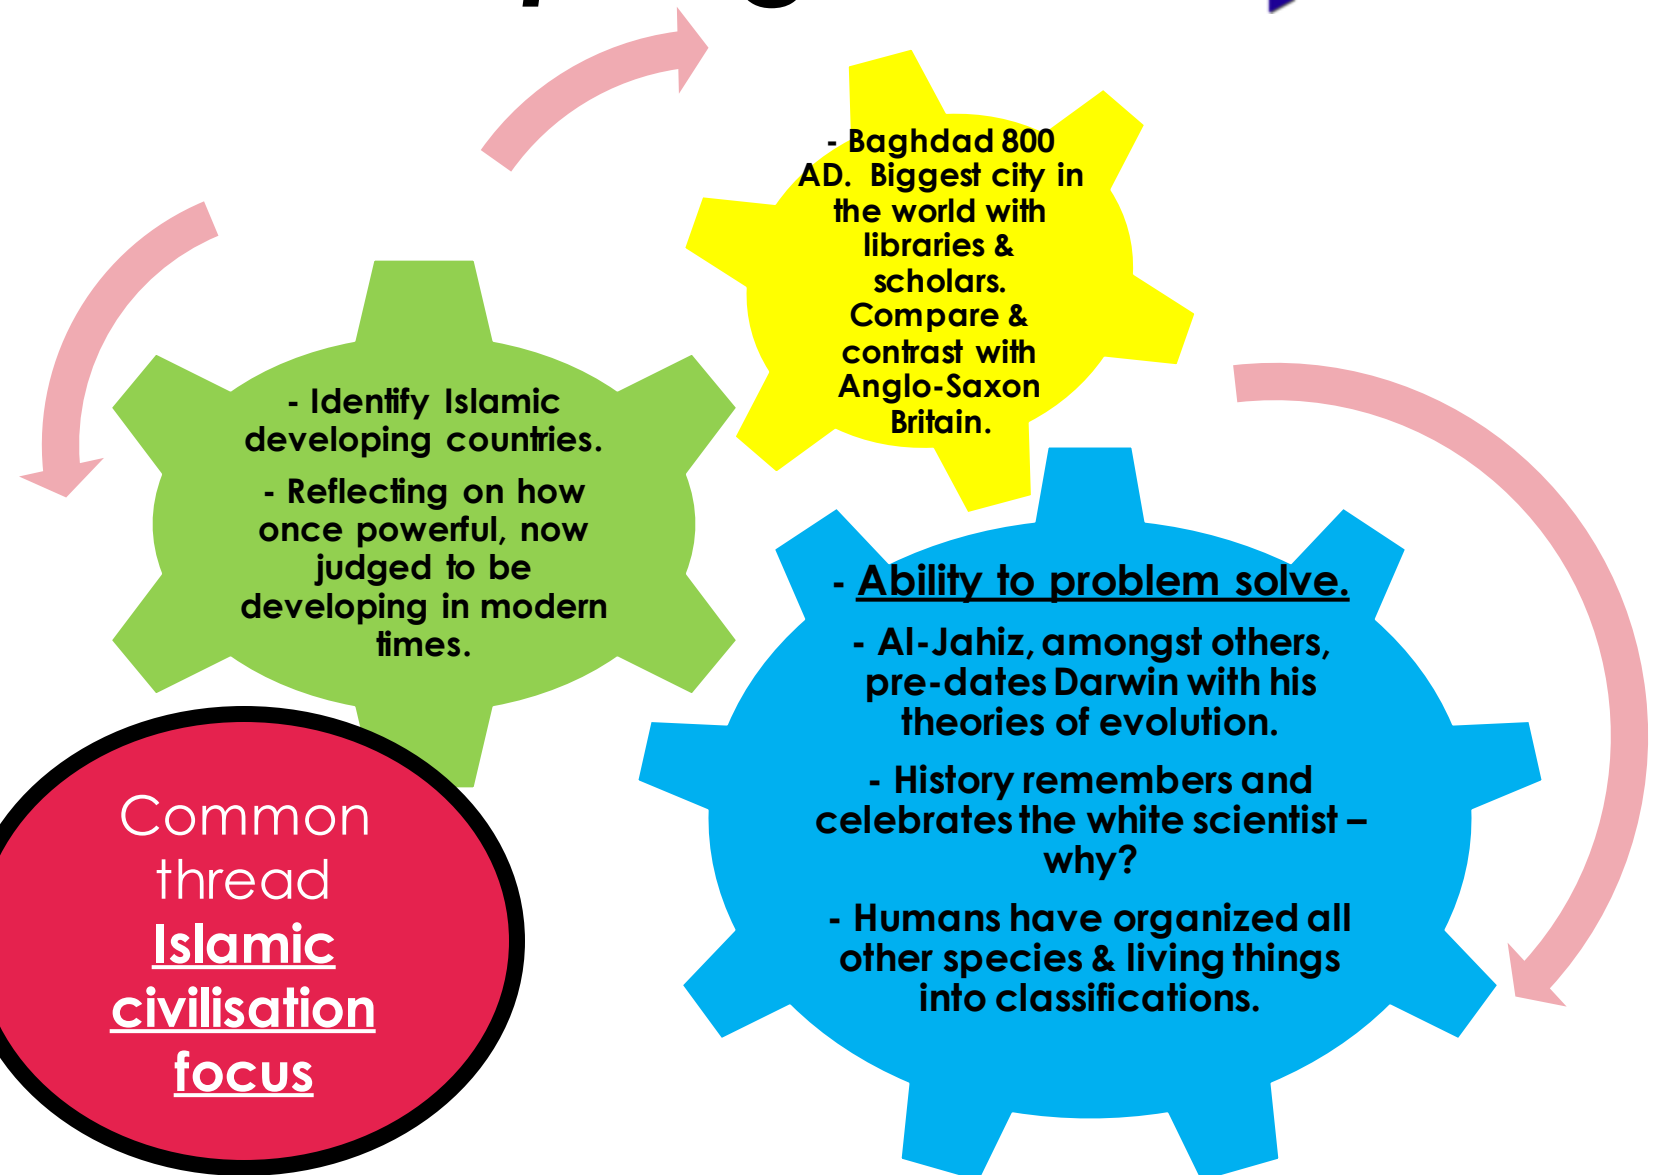 - Baghdad 800
AD.  Biggest city in
the world with
libraries &
scholars.
Compare &
contrast with
Anglo-Saxon
Britain.
- Identify Islamic
developing countries.
- Reflecting on how
once powerful, now
judged to be
developing in modern
times.
- Ability to problem solve.
- Al-Jahiz, amongst others,
pre-dates Darwin with his
theories of evolution.
- History remembers and
celebrates the white scientist –
why?
- Humans have organized all
other species & living things
into classifications.
Common
thread
Islamic
civilisation
focus